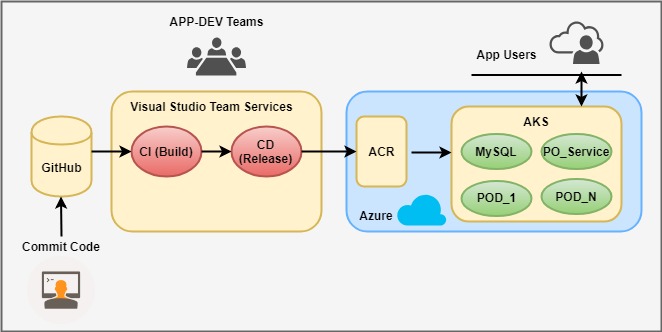 APP-DEV Teams
App Users
Visual Studio Team Services
AKS
CI (Build)
CD
(Release)
ACR
MySQL
PO_Service
GitHub
POD_1
POD_N
Azure
Commit Code
>-